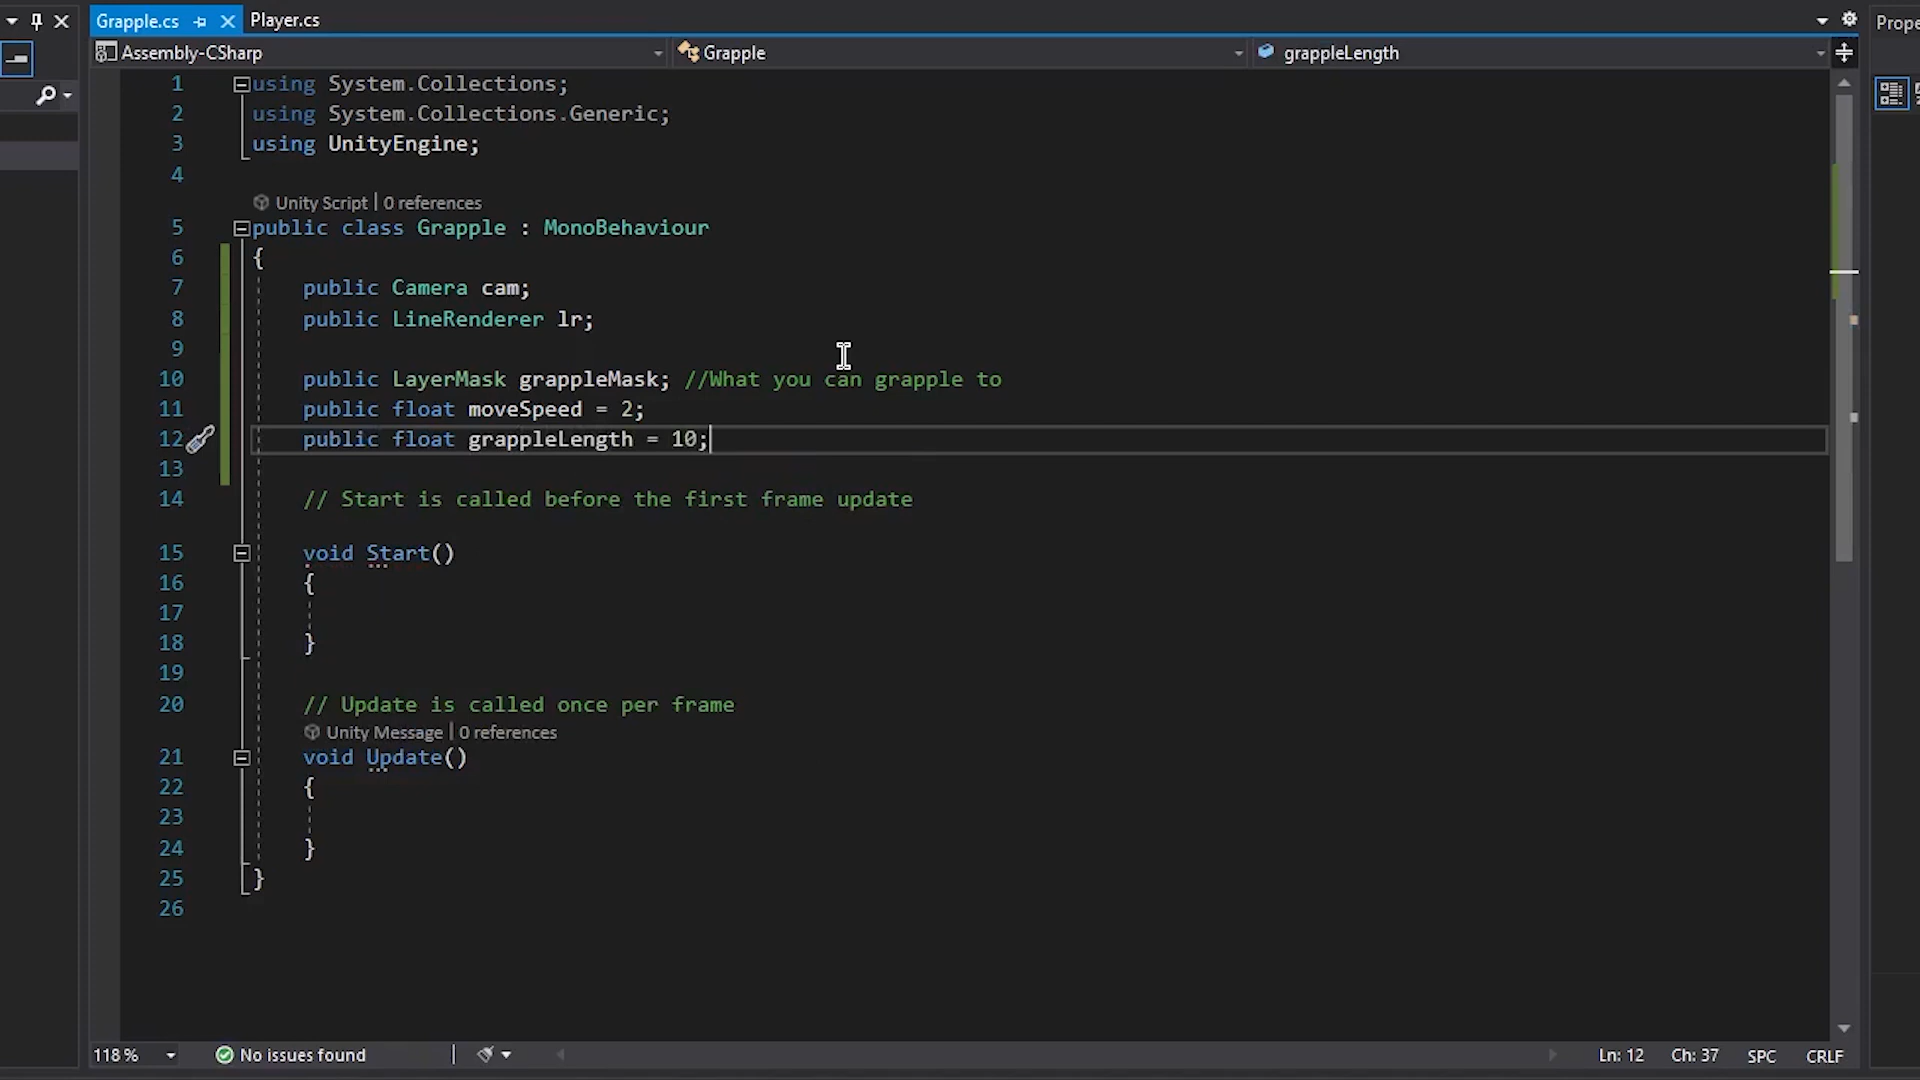 Grapple.cs
Player.cs
Prope
Assembly-CSharp
Grapple
grappleLength
1 using System.Collections;
2 using System.Collections.Generic;
3 using UnityEngine;
4
Unity Script | 0 references
5 public class Grapple : MonoBehaviour
6 {
7 public Camera cam;
8 public LineRenderer lr;
9
10 public LayerMask grappleMask; //What you can grapple to
11 public float moveSpeed = 2;
12 public float grappleLength = 10;
13
14 // Start is called before the first frame update
15 void Start()
16 {
17
18 }
19
20 // Update is called once per frame
Unity Message | 0 references
21 void Update()
22 {
23
24 }
25 }
26
118 %
No issues found
Ln: 12
Ch: 37
SPC
CRLF